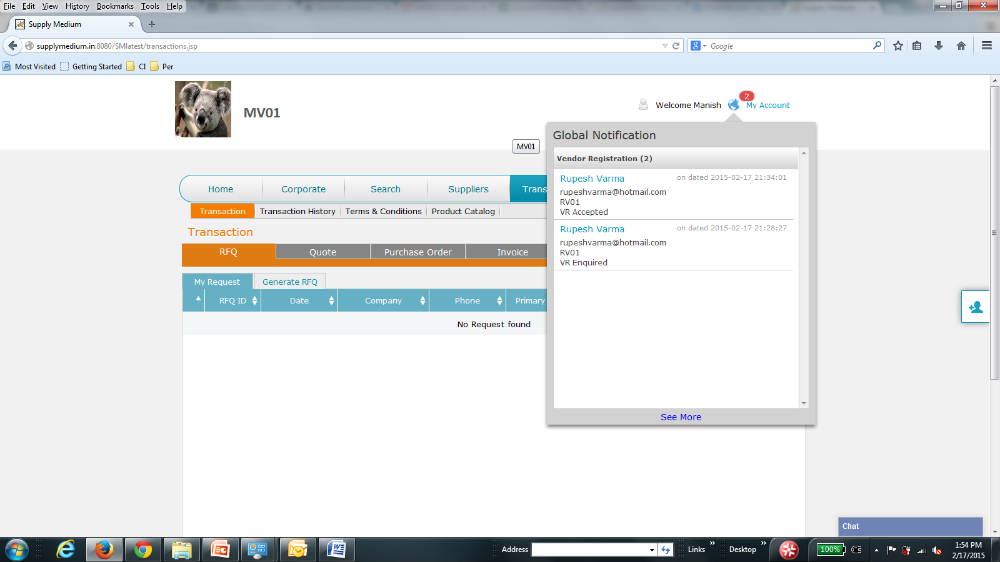 File Edit View History Bookmarks Tools Help
Supply Medium
supplymedium.in:8080/SMlatest/transactions.jsp
Google
Most Visited Getting Started CI Per
MV01
Welcome Manish
2
My Account
MV01
Global Notification
Vendor Registration (2)
Rupesh Varma on dated 2015-02-17 21:34:01
rupeshvarma@hotmail.com
RV01
VR Accepted
Rupesh Varma on dated 2015-02-17 21:28:27
rupeshvarma@hotmail.com
RV01
VR Enquired
See More
Home Corporate Search Suppliers Trans
Transaction Transaction History Terms & Conditions Product Catalog
Transaction
RFQ Quote Purchase Order Invoice
My Request Generate RFQ
RFQ ID Date Company Phone Primary
No Request found
Chat
Address Links Desktop 100% 1:54 PM
2/17/2015